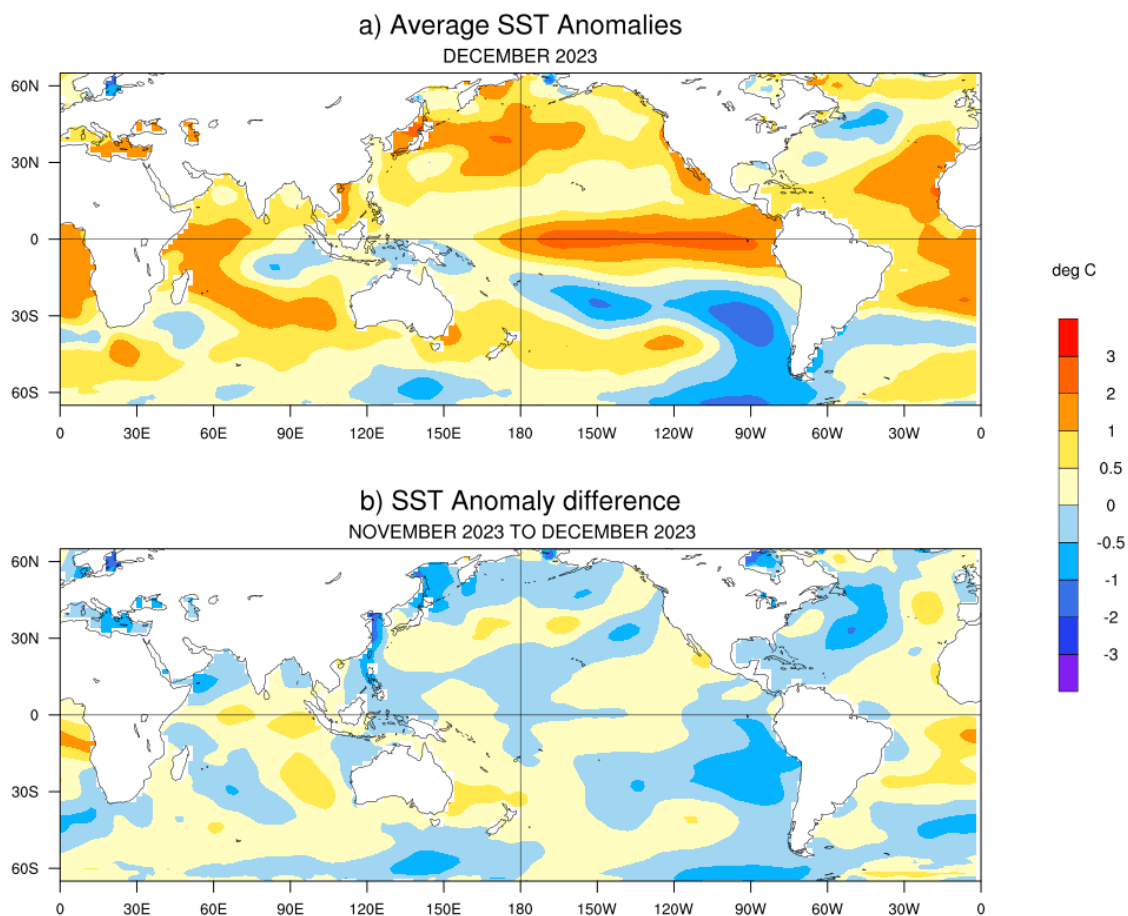 a) Average SST Anomalies
DECEMBER 2023
60N
30N
0
30S
60S
0 30E 60E 90E 120E 150E 180 150W 120W 90W 60W 30W 0
deg C
3
2
1
0.5
0
-0.5
-1
-2
-3
b) SST Anomaly difference
NOVEMBER 2023 TO DECEMBER 2023
60N
30N
0
30S
60S
0 30E 60E 90E 120E 150E 180 150W 120W 90W 60W 30W 0